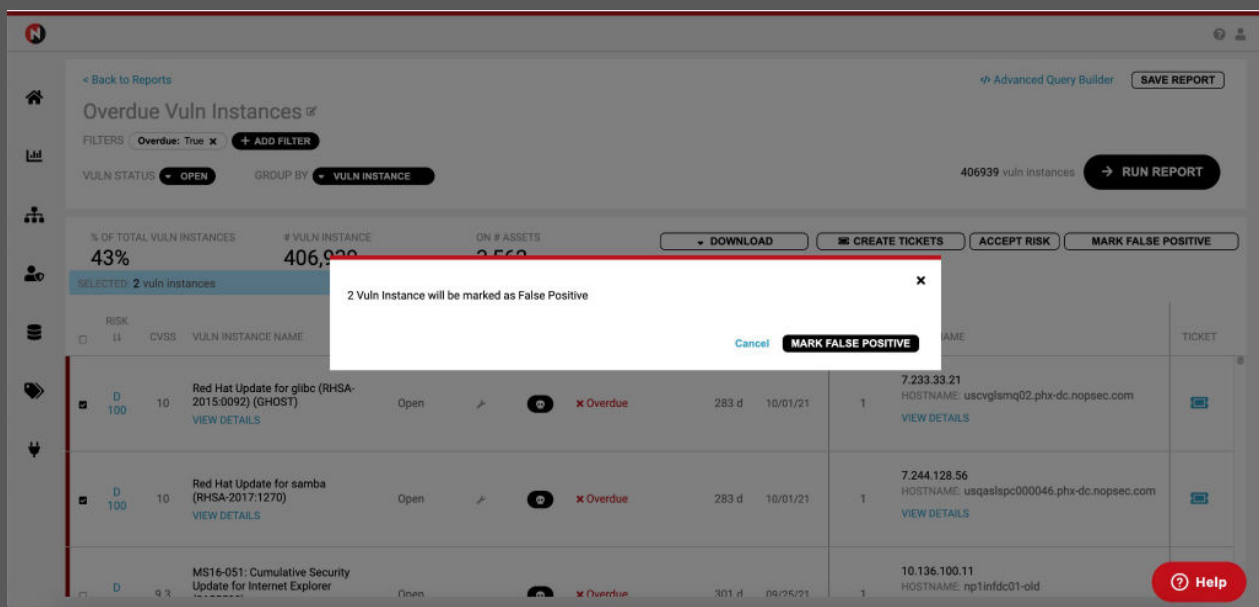 N
< Back to Reports
</> Advanced Query Builder
SAVE REPORT
Overdue Vuln Instances
FILTERS Overdue: True x + ADD FILTER
VULN STATUS OPEN GROUP BY VULN INSTANCE
406939 vuln instances → RUN REPORT
% OF TOTAL VULN INSTANCES # VULN INSTANCE ON # ASSETS
DOWNLOAD CREATE TICKETS ACCEPT RISK MARK FALSE POSITIVE
43%
SELECTED: 2 vuln instances
2 Vuln Instance will be marked as False Positive
Cancel MARK FALSE POSITIVE
RISK CVSS VULN INSTANCE NAME TICKET
D 100 10 Red Hat Update for glibc (RHSA-
2015:0092) (GHOST)
VIEW DETAILS
Open x Overdue 283 d 10/01/21 1
7.233.33.21
HOSTNAME: uscvglsmq02.phx-dc.nopsec.com
VIEW DETAILS
D 100 10 Red Hat Update for samba
(RHSA-2017:1270)
VIEW DETAILS
Open x Overdue 283 d 10/01/21 1
7.244.128.56
HOSTNAME: usqaslspc000046.phx-dc.nopsec.com
VIEW DETAILS
D 9.3 MS16-051: Cumulative Security
Update for Internet Explorer
Open x Overdue 301 d 09/25/21 1
10.136.100.11
HOSTNAME: np1infdc01-old
Help